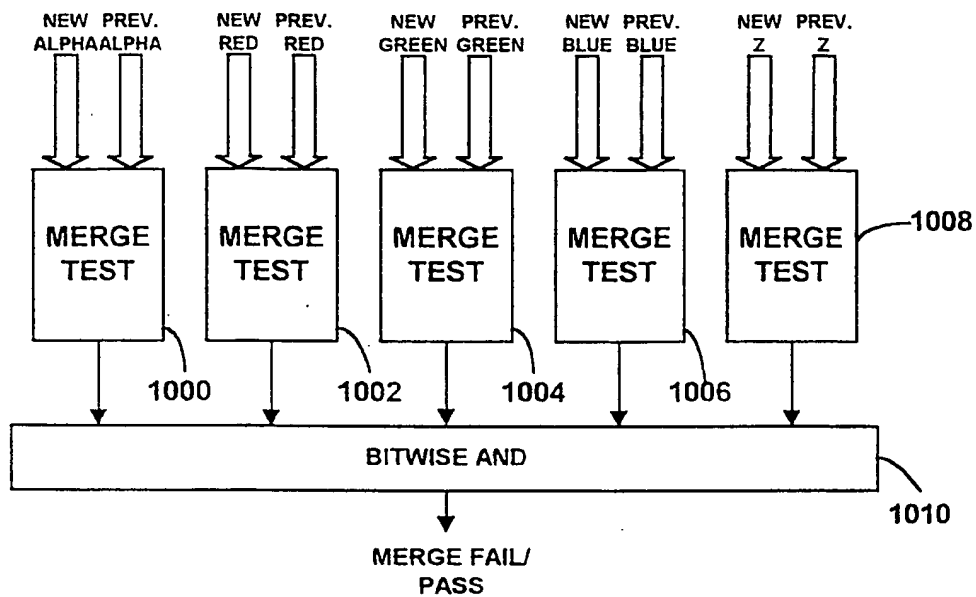 NEW PREV.
ALPHA ALPHA
NEW PREV.
RED RED
NEW PREV.
GREEN GREEN
NEW PREV.
BLUE BLUE
NEW PREV.
Z Z
MERGE
TEST
MERGE
TEST
MERGE
TEST
MERGE
TEST
MERGE
TEST
1008
1000
1002
1004
1006
BITWISE AND
1010
MERGE FAIL/
PASS